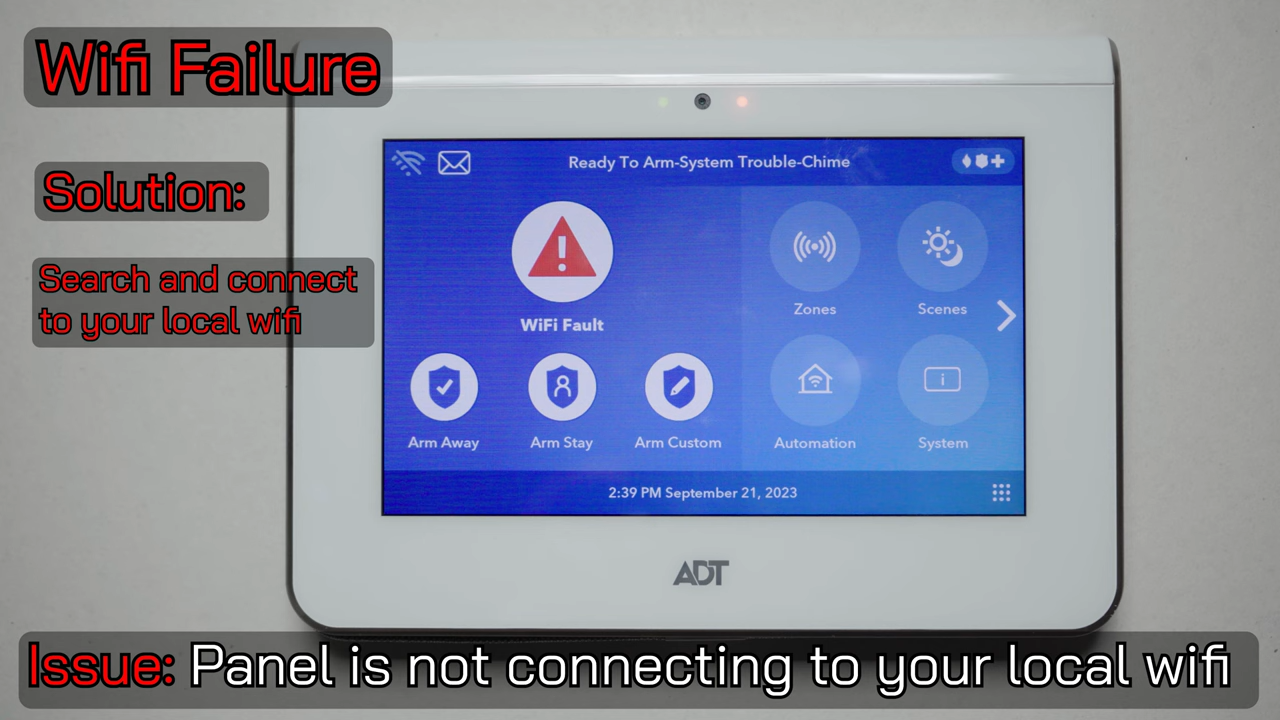 Wifi Failure
Solution:
Search and connect
to your local wifi
Ready To Arm-System Trouble-Chime
WiFi Fault
Zones
Scenes
Arm Away
Arm Stay
Arm Custom
Automation
System
2:39 PM September 21, 2023
ADT
Issue: Panel is not connecting to your local wifi